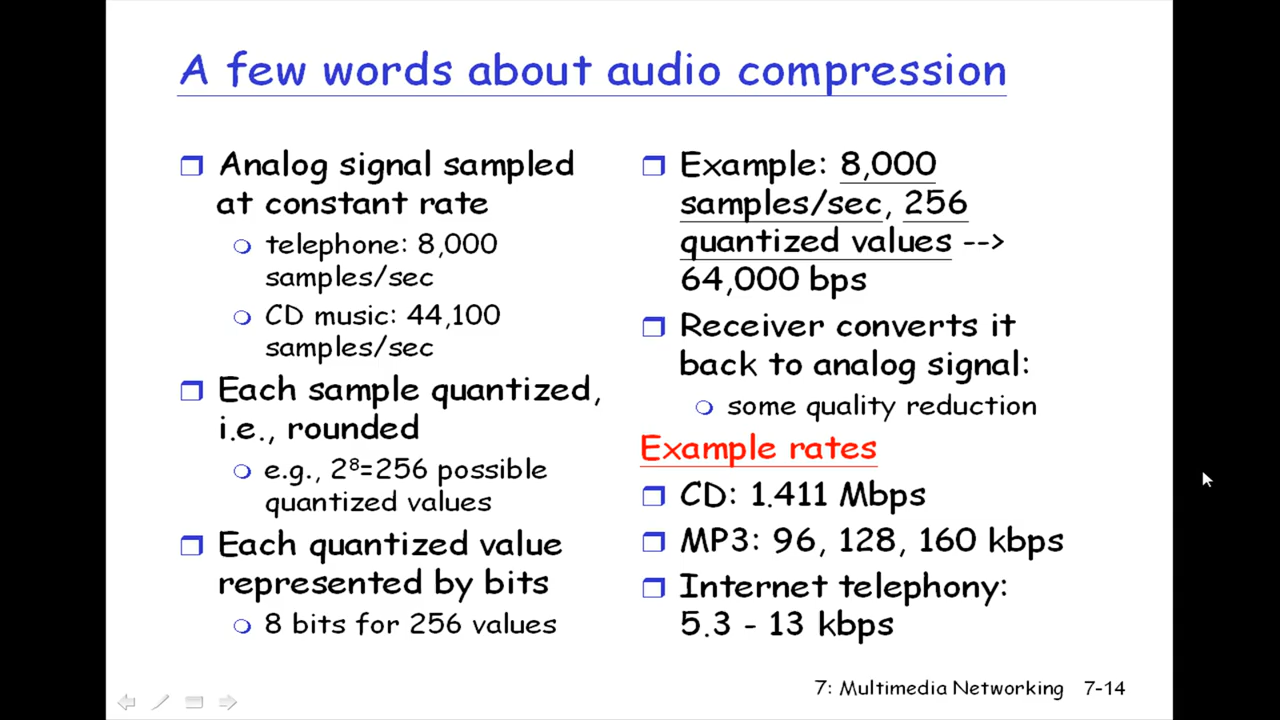 A few words about audio compression
Analog signal sampled
at constant rate
telephone: 8,000
samples/sec
CD music: 44,100
samples/sec
Each sample quantized,
i.e., rounded
e.g., 2⁸=256 possible
quantized values
Each quantized value
represented by bits
8 bits for 256 values
Example: 8,000
samples/sec, 256
quantized values -->
64,000 bps
Receiver converts it
back to analog signal:
some quality reduction
Example rates
CD: 1.411 Mbps
MP3: 96, 128, 160 kbps
Internet telephony:
5.3 - 13 kbps
7: Multimedia Networking 7-14